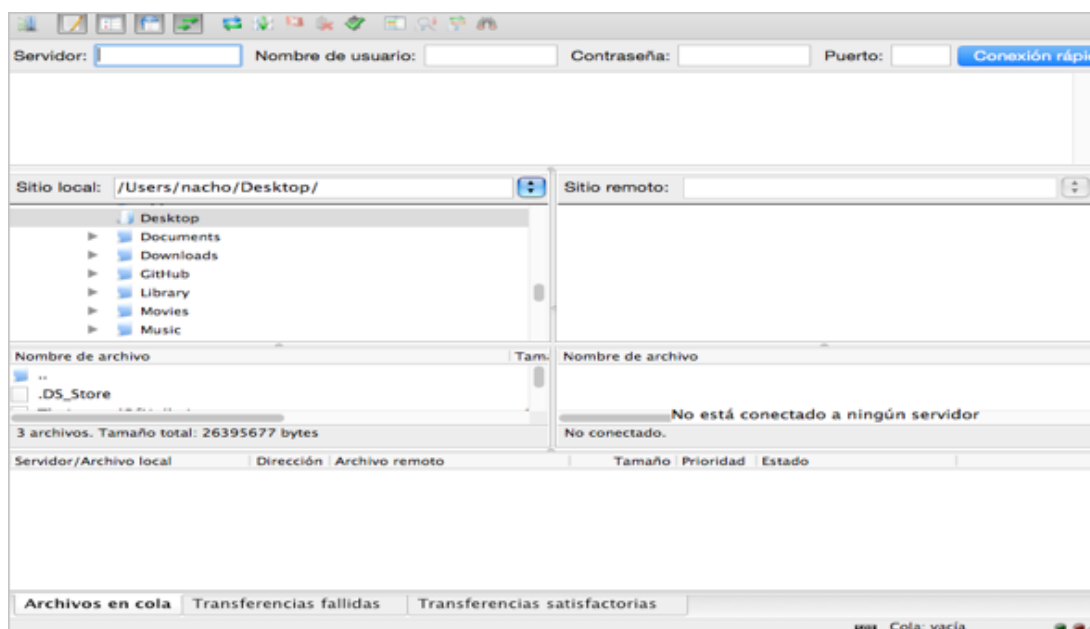 Servidor: Nombre de usuario: Contraseña: Puerto: Conexión rápi
Sitio local: /Users/nacho/Desktop/ Sitio remoto:
Desktop
Documents
Downloads
GitHub
Library
Movies
Music
Nombre de archivo Tam Nombre de archivo
..
.DS_Store
No está conectado a ningún servidor
3 archivos. Tamaño total: 26395677 bytes No conectado.
Servidor/Archivo local Dirección Archivo remoto Tamaño Prioridad Estado
Archivos en cola Transferencias fallidas Transferencias satisfactorias
Cola: vacía